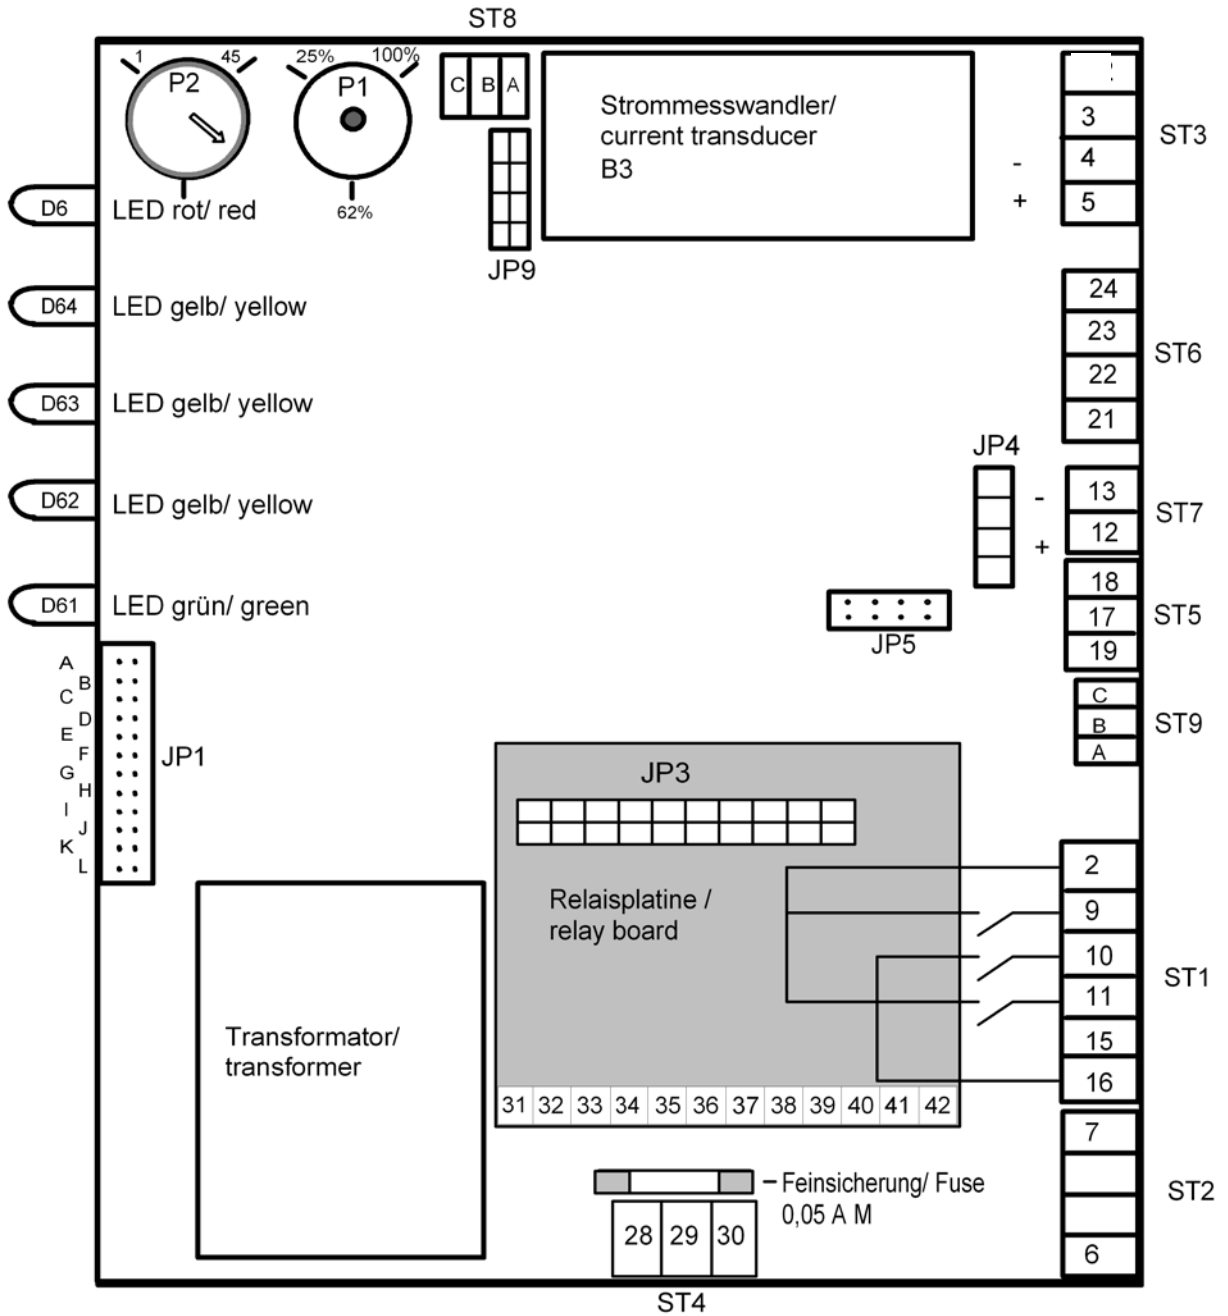 ST8
1
45
P2
25%
100%
P1
62%
C B A
Strommesswandler/
current transducer
B3
3
4
5
-
+
ST3
JP9
D6
LED rot/ red
D64
LED gelb/ yellow
D63
LED gelb/ yellow
D62
LED gelb/ yellow
D61
LED grün/ green
24
23
22
21
ST6
JP4
-
+
13
12
ST7
18
17
19
ST5
JP5
C
B
A
ST9
A
B
C
D
E
F
G
H
I
J
K
L
JP1
JP3
Relaisplatine /
relay board
2
9
10
11
15
16
ST1
Transformator/
transformer
31 32 33 34 35 36 37 38 39 40 41 42
7
6
ST2
– Feinsicherung/ Fuse
0,05 A M
28 29 30
ST4